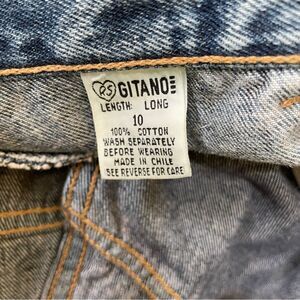 GITANO
LENGTH: LONG
10
100% COTTON
WASH SEPARATELY
BEFORE WEARING
MADE IN CHILE
SEE REVERSE FOR CARE